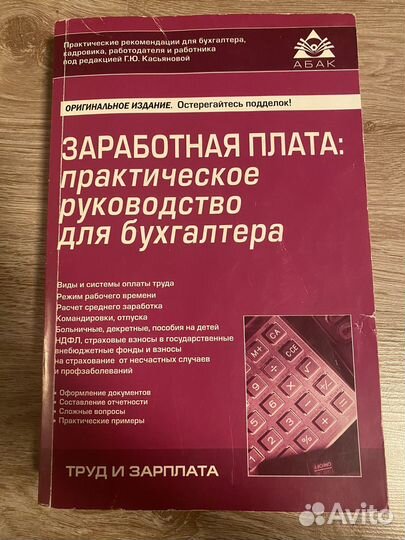 Практические рекомендации для бухгалтера,
кадровика, работодателя и работника
под редакцией Г.Ю. Касьяновой
АБАК
ОРИГИНАЛЬНОЕ ИЗДАНИЕ. Остерегайтесь подделок!
ЗАРАБОТНАЯ ПЛАТА:
практическое
руководство
для бухгалтера
Виды и системы оплаты труда
Режим рабочего времени
Расчет среднего заработка
Командировки, отпуска
Больничные, декретные, пособия на детей
НДФЛ, страховые взносы в государственные
внебюджетные фонды и взносы
на страхование от несчастных случаев
и профзаболеваний
• Оформление документов
• Составление отчетности
• Сложные вопросы
• Практические примеры
CA
M+
CCE
%
ТРУД И ЗАРПЛАТА
Avito